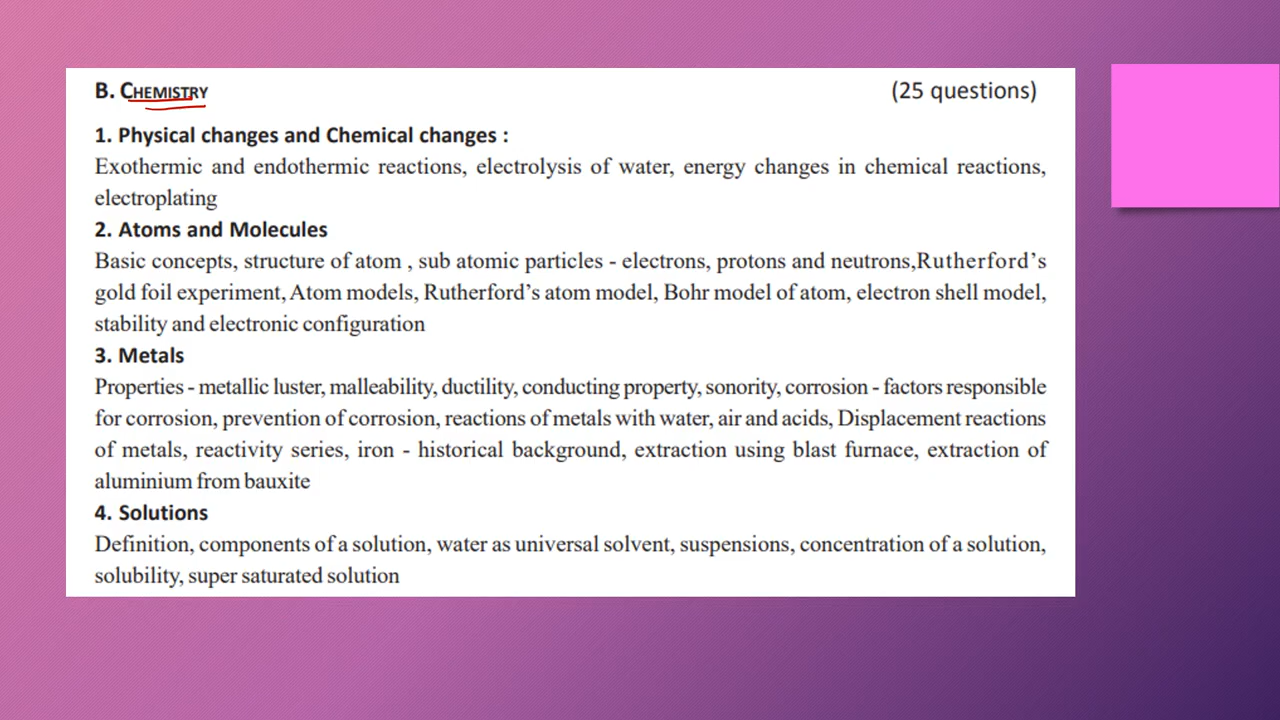 B. CHEMISTRY (25 questions)
1. Physical changes and Chemical changes :
Exothermic and endothermic reactions, electrolysis of water, energy changes in chemical reactions,
electroplating
2. Atoms and Molecules
Basic concepts, structure of atom , sub atomic particles - electrons, protons and neutrons,Rutherford's
gold foil experiment, Atom models, Rutherford's atom model, Bohr model of atom, electron shell model,
stability and electronic configuration
3. Metals
Properties - metallic luster, malleability, ductility, conducting property, sonority, corrosion - factors responsible
for corrosion, prevention of corrosion, reactions of metals with water, air and acids, Displacement reactions
of metals, reactivity series, iron - historical background, extraction using blast furnace, extraction of
aluminium from bauxite
4. Solutions
Definition, components of a solution, water as universal solvent, suspensions, concentration of a solution,
solubility, super saturated solution